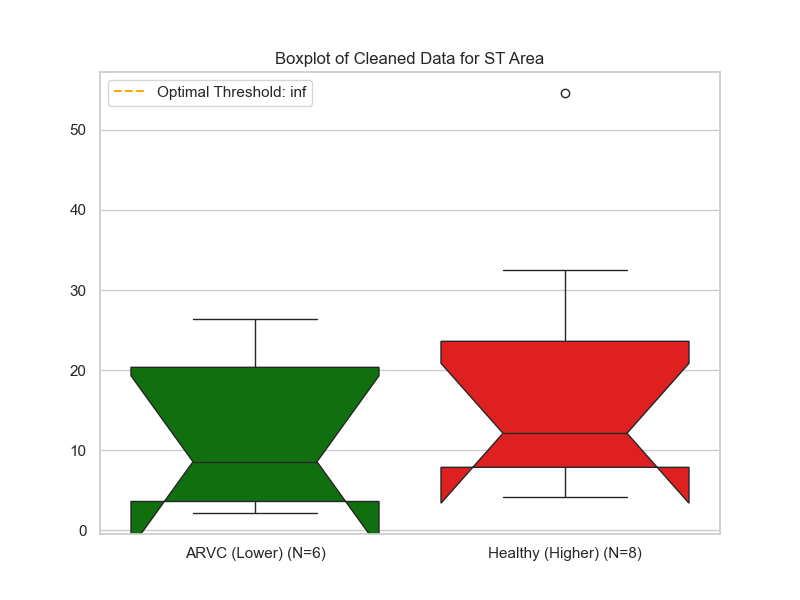 Boxplot of Cleaned Data for ST Area
Optimal Threshold: inf
50
40
30
20
10
0
ARVC (Lower) (N=6)
Healthy (Higher) (N=8)